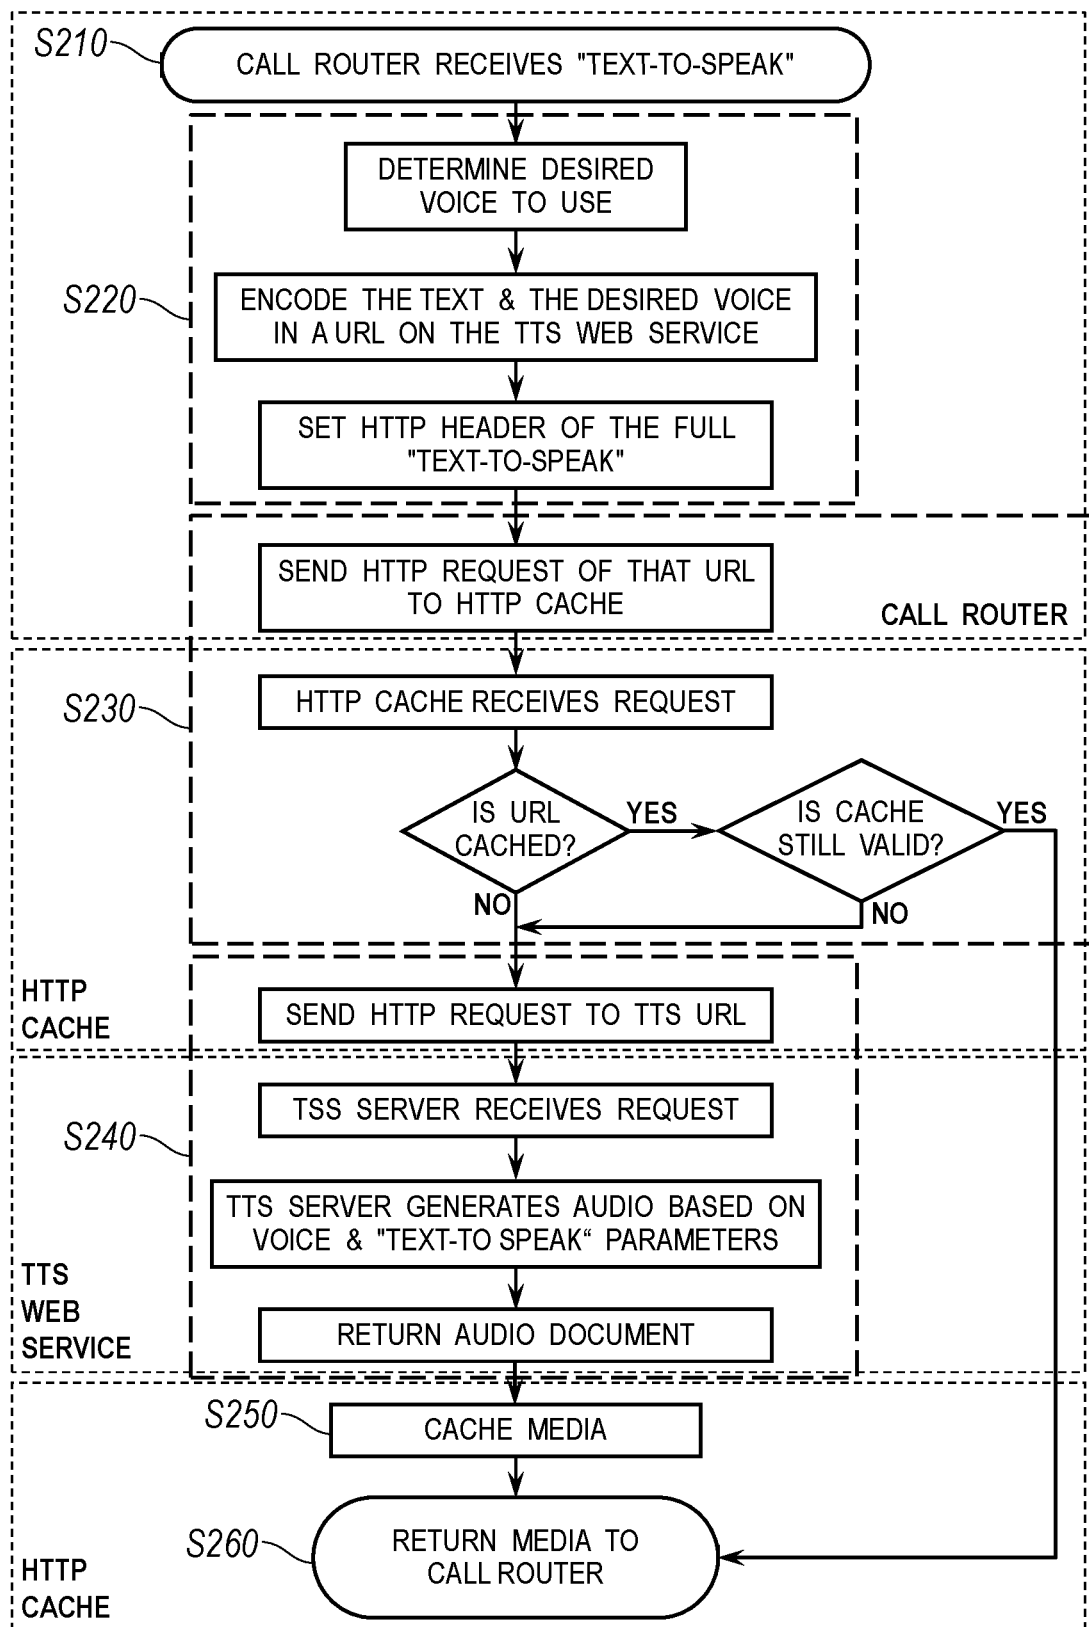 S210
CALL ROUTER RECEIVES "TEXT-TO-SPEAK"
DETERMINE DESIRED
VOICE TO USE
S220
ENCODE THE TEXT & THE DESIRED VOICE
IN A URL ON THE TTS WEB SERVICE
SET HTTP HEADER OF THE FULL
"TEXT-TO-SPEAK"
SEND HTTP REQUEST OF THAT URL
TO HTTP CACHE
CALL ROUTER
S230
HTTP CACHE RECEIVES REQUEST
IS URL
CACHED?
YES
IS CACHE
STILL VALID?
YES
NO
NO
HTTP
CACHE
SEND HTTP REQUEST TO TTS URL
TSS SERVER RECEIVES REQUEST
S240
TTS SERVER GENERATES AUDIO BASED ON
VOICE & "TEXT-TO SPEAK“ PARAMETERS
TTS
WEB
SERVICE
RETURN AUDIO DOCUMENT
S250
CACHE MEDIA
S260
RETURN MEDIA TO
CALL ROUTER
HTTP
CACHE